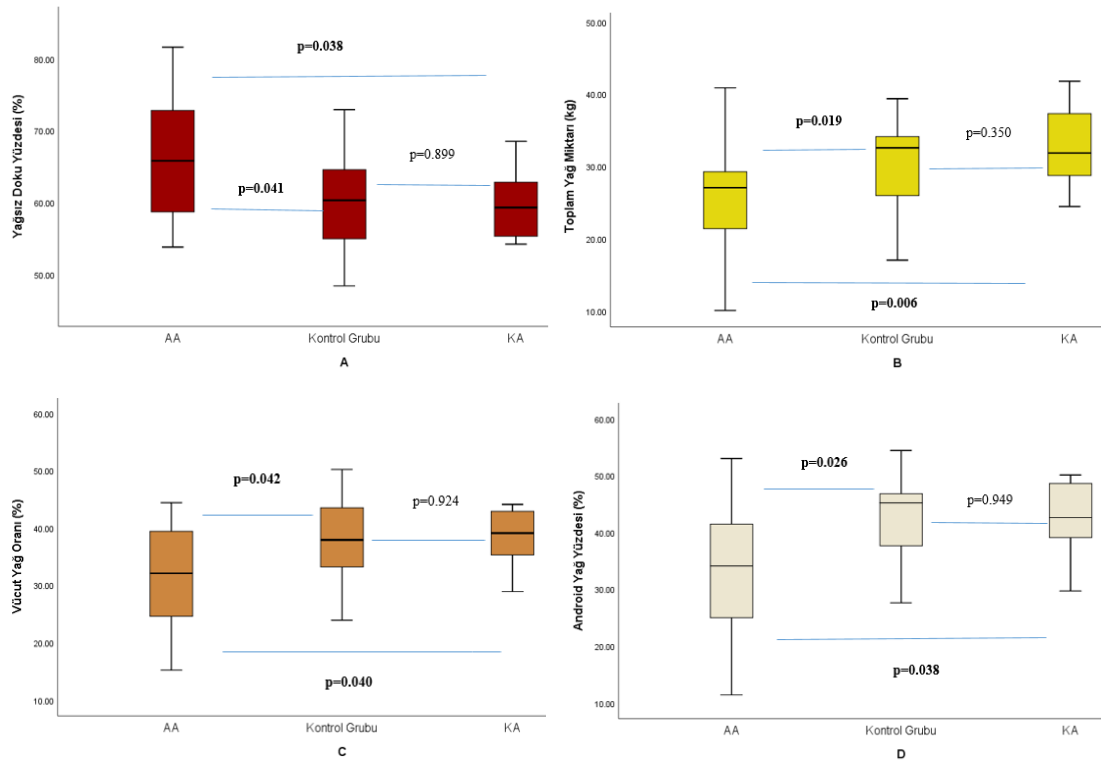 p=0.038
80.00
70.00
60.00
50.00
Yağsız Doku Yüzdesi (%)
p=0.899
p=0.041
AA
Kontrol Grubu
KA
A
50.00
40.00
30.00
20.00
10.00
Toplam Yağ Miktarı (kg)
p=0.019
p=0.350
p=0.006
AA
Kontrol Grubu
KA
B
60.00
50.00
40.00
30.00
20.00
10.00
Vücut Yağ Oranı (%)
p=0.042
p=0.924
p=0.040
AA
Kontrol Grubu
KA
C
60.00
50.00
40.00
30.00
20.00
10.00
Android Yağ Yüzdesi (%)
p=0.026
p=0.949
p=0.038
AA
Kontrol Grubu
KA
D